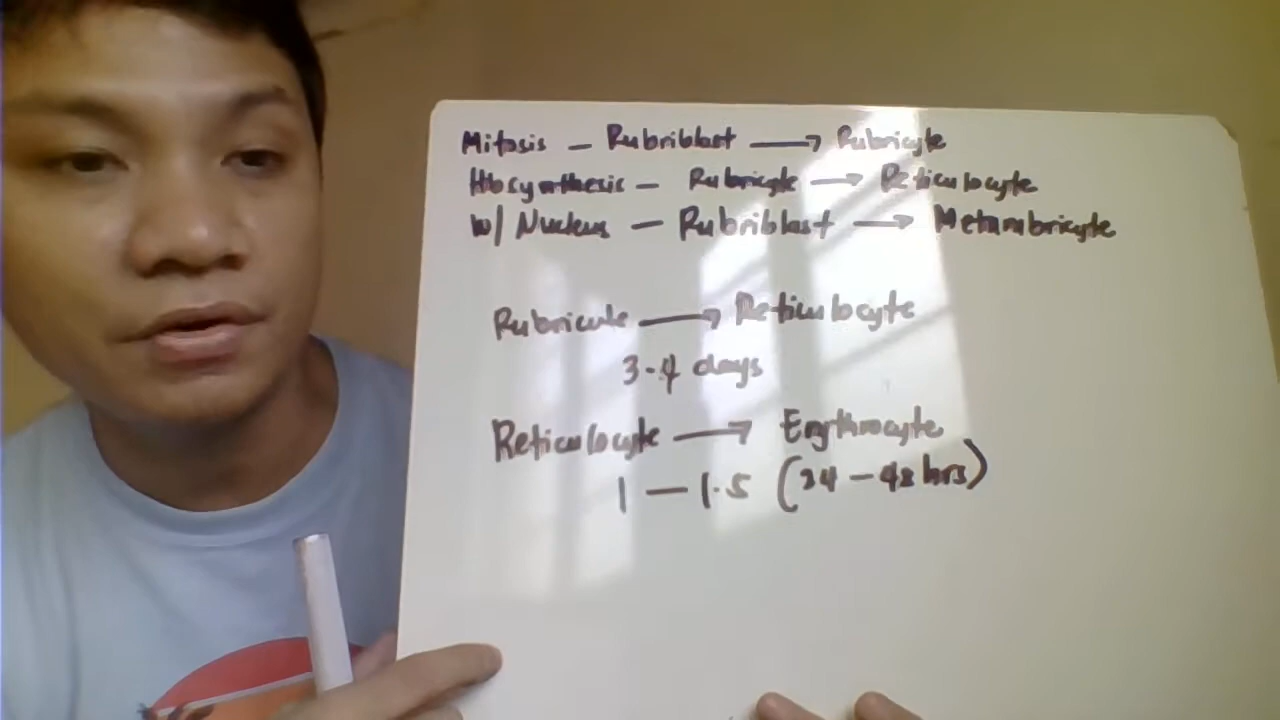 Mitosis – Rubriblast → Rubricyte
Hbsynthesis – Rubricyte → Reticulocyte
w/ Nucleus – Rubriblast → Metarubricyte
Rubricyte → Reticulocyte
3-4 days
Reticulocyte → Erythrocyte
1 – 1.5 (24 – 48 hrs)